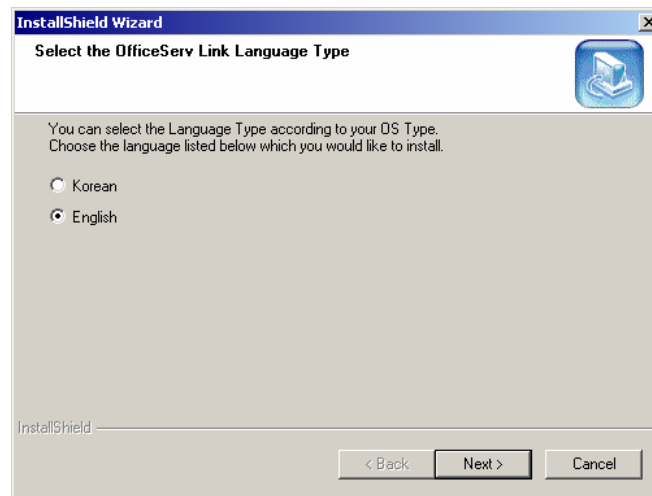 InstallShield Wizard
Select the OfficeServ Link Language Type
You can select the Language Type according to your OS Type.
Choose the language listed below which you would like to install.
Korean
English
InstallShield
< Back
Next >
Cancel